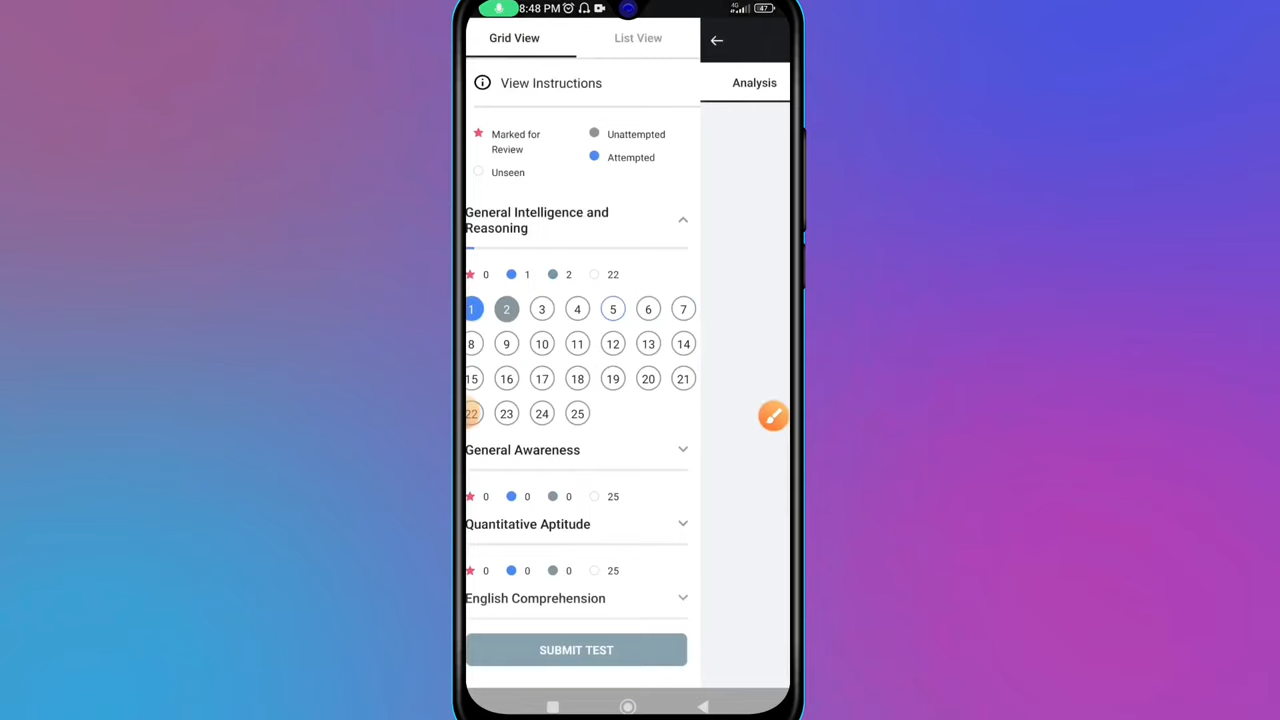 8:48 PM 4G 47
Grid View List View
Analysis
View Instructions
Marked for
Review
Unattempted
Attempted
Unseen
General Intelligence and
Reasoning
0 1 2 22
1 2 3 4 5 6 7
8 9 10 11 12 13 14
15 16 17 18 19 20 21
22 23 24 25
General Awareness
0 0 0 25
Quantitative Aptitude
0 0 0 25
English Comprehension
SUBMIT TEST